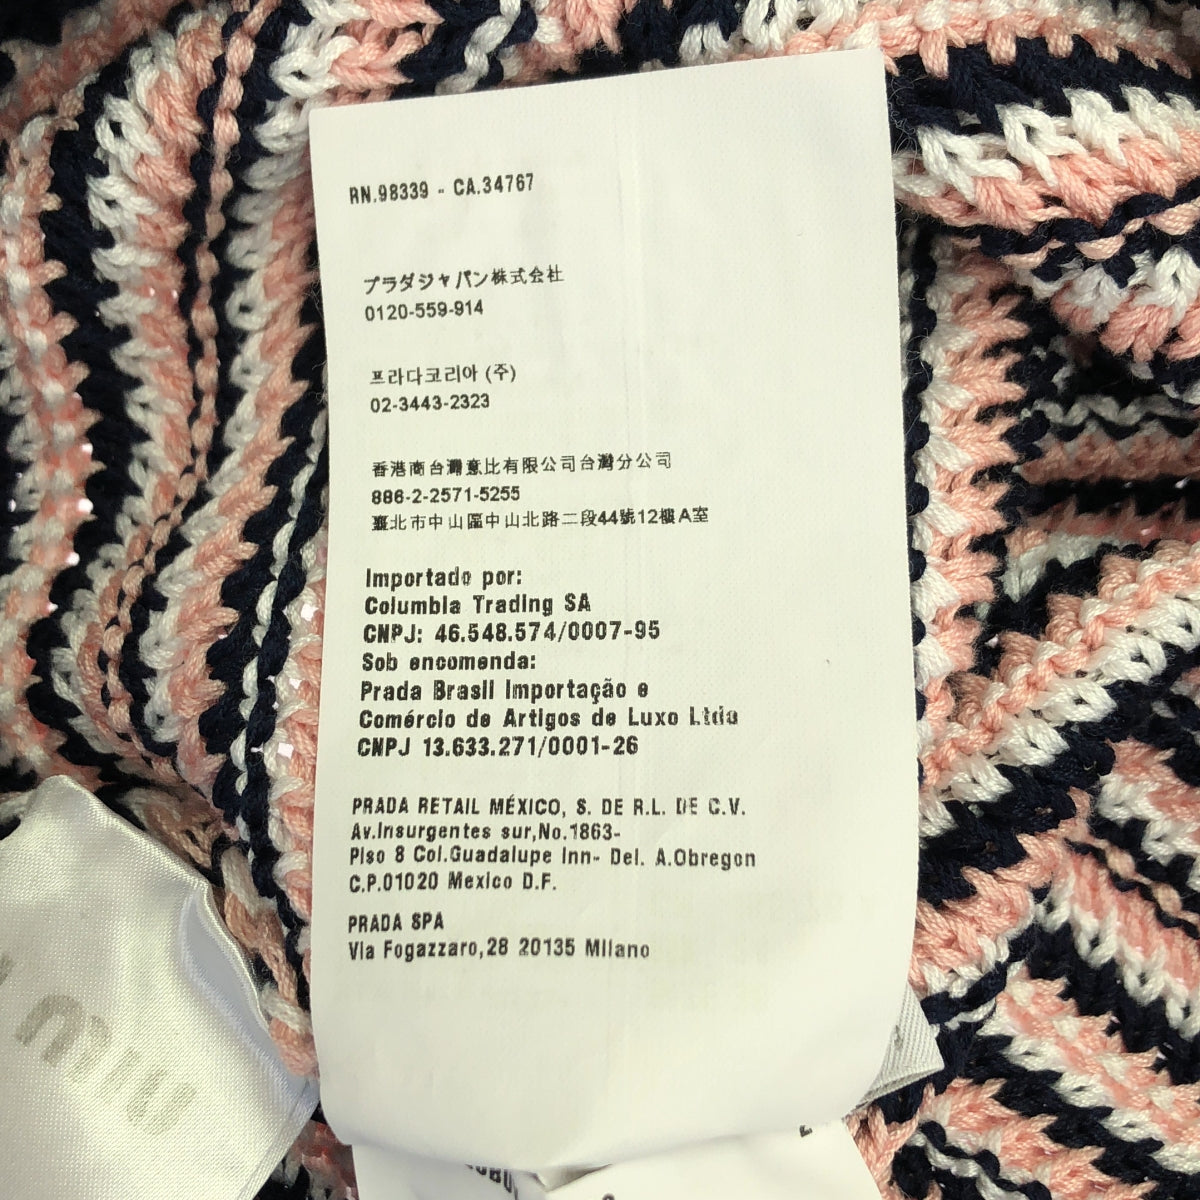 RN.98339 - CA.34767
プラダジャパン株式会社
0120-559-914
프라다코리아 (주)
02-3443-2323
香港商台灣意比有限公司台灣分公司
886-2-2571-5255
臺北市中山區中山北路二段44號12樓A室
Importado por:
Columbia Trading SA
CNPJ: 46.548.574/0007-95
Sob encomenda:
Prada Brasil Importação e
Comércio de Artigos de Luxo Ltda
CNPJ 13.633.271/0001-26
PRADA RETAIL MÉXICO, S. DE R.L. DE C.V.
Av.Insurgentes sur,No.1863-
Piso 8 Col.Guadalupe Inn- Del. A.Obregon
C.P.01020 Mexico D.F.
PRADA SPA
Via Fogazzaro,28 20135 Milano
miu